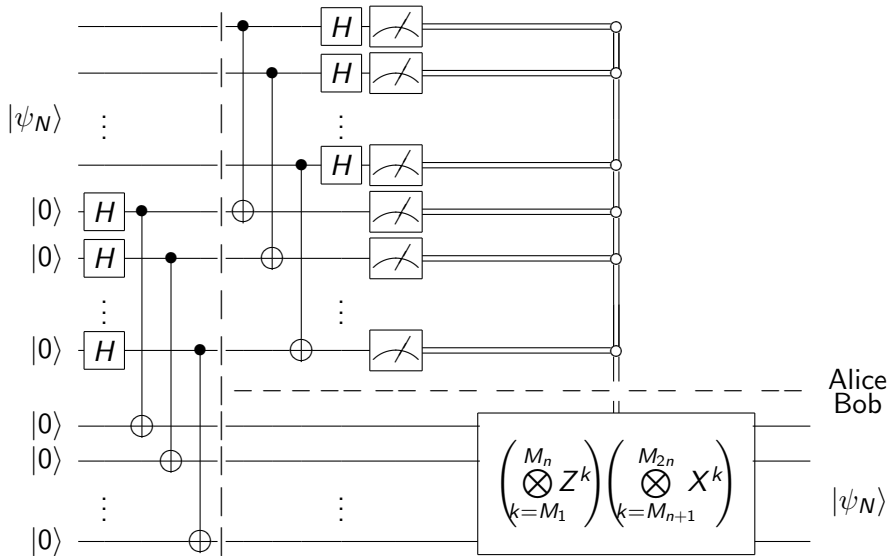 H
H
|ψ_N⟩ ⋮ ⋮
H
|0⟩ H
|0⟩ H
⋮ ⋮
|0⟩ H
Alice
Bob
|0⟩
|0⟩
(⊗_{k=M_1}^{M_n} Z^k)(⊗_{k=M_{n+1}}^{M_{2n}} X^k)
⋮ ⋮ |ψ_N⟩
|0⟩